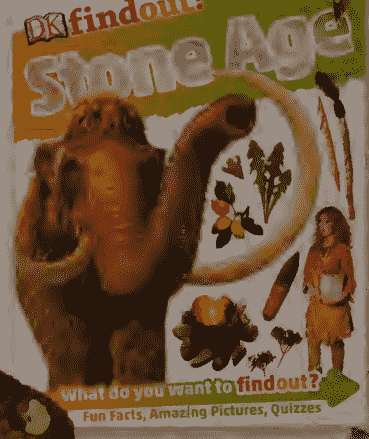 DK findout!
Stone Age
What do you want to find out?
Fun Facts, Amazing Pictures, Quizzes